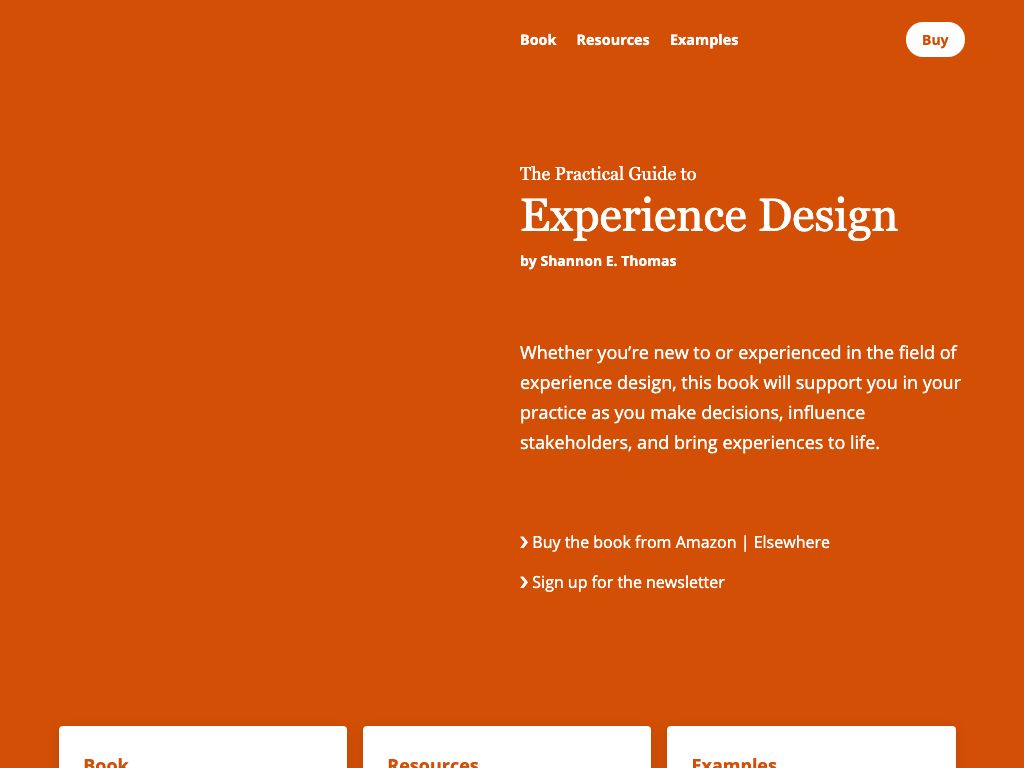 Book Resources Examples Buy
The Practical Guide to
Experience Design
by Shannon E. Thomas
Whether you’re new to or experienced in the field of
experience design, this book will support you in your
practice as you make decisions, influence
stakeholders, and bring experiences to life.
❯ Buy the book from Amazon | Elsewhere
❯ Sign up for the newsletter
Book Resources Examples